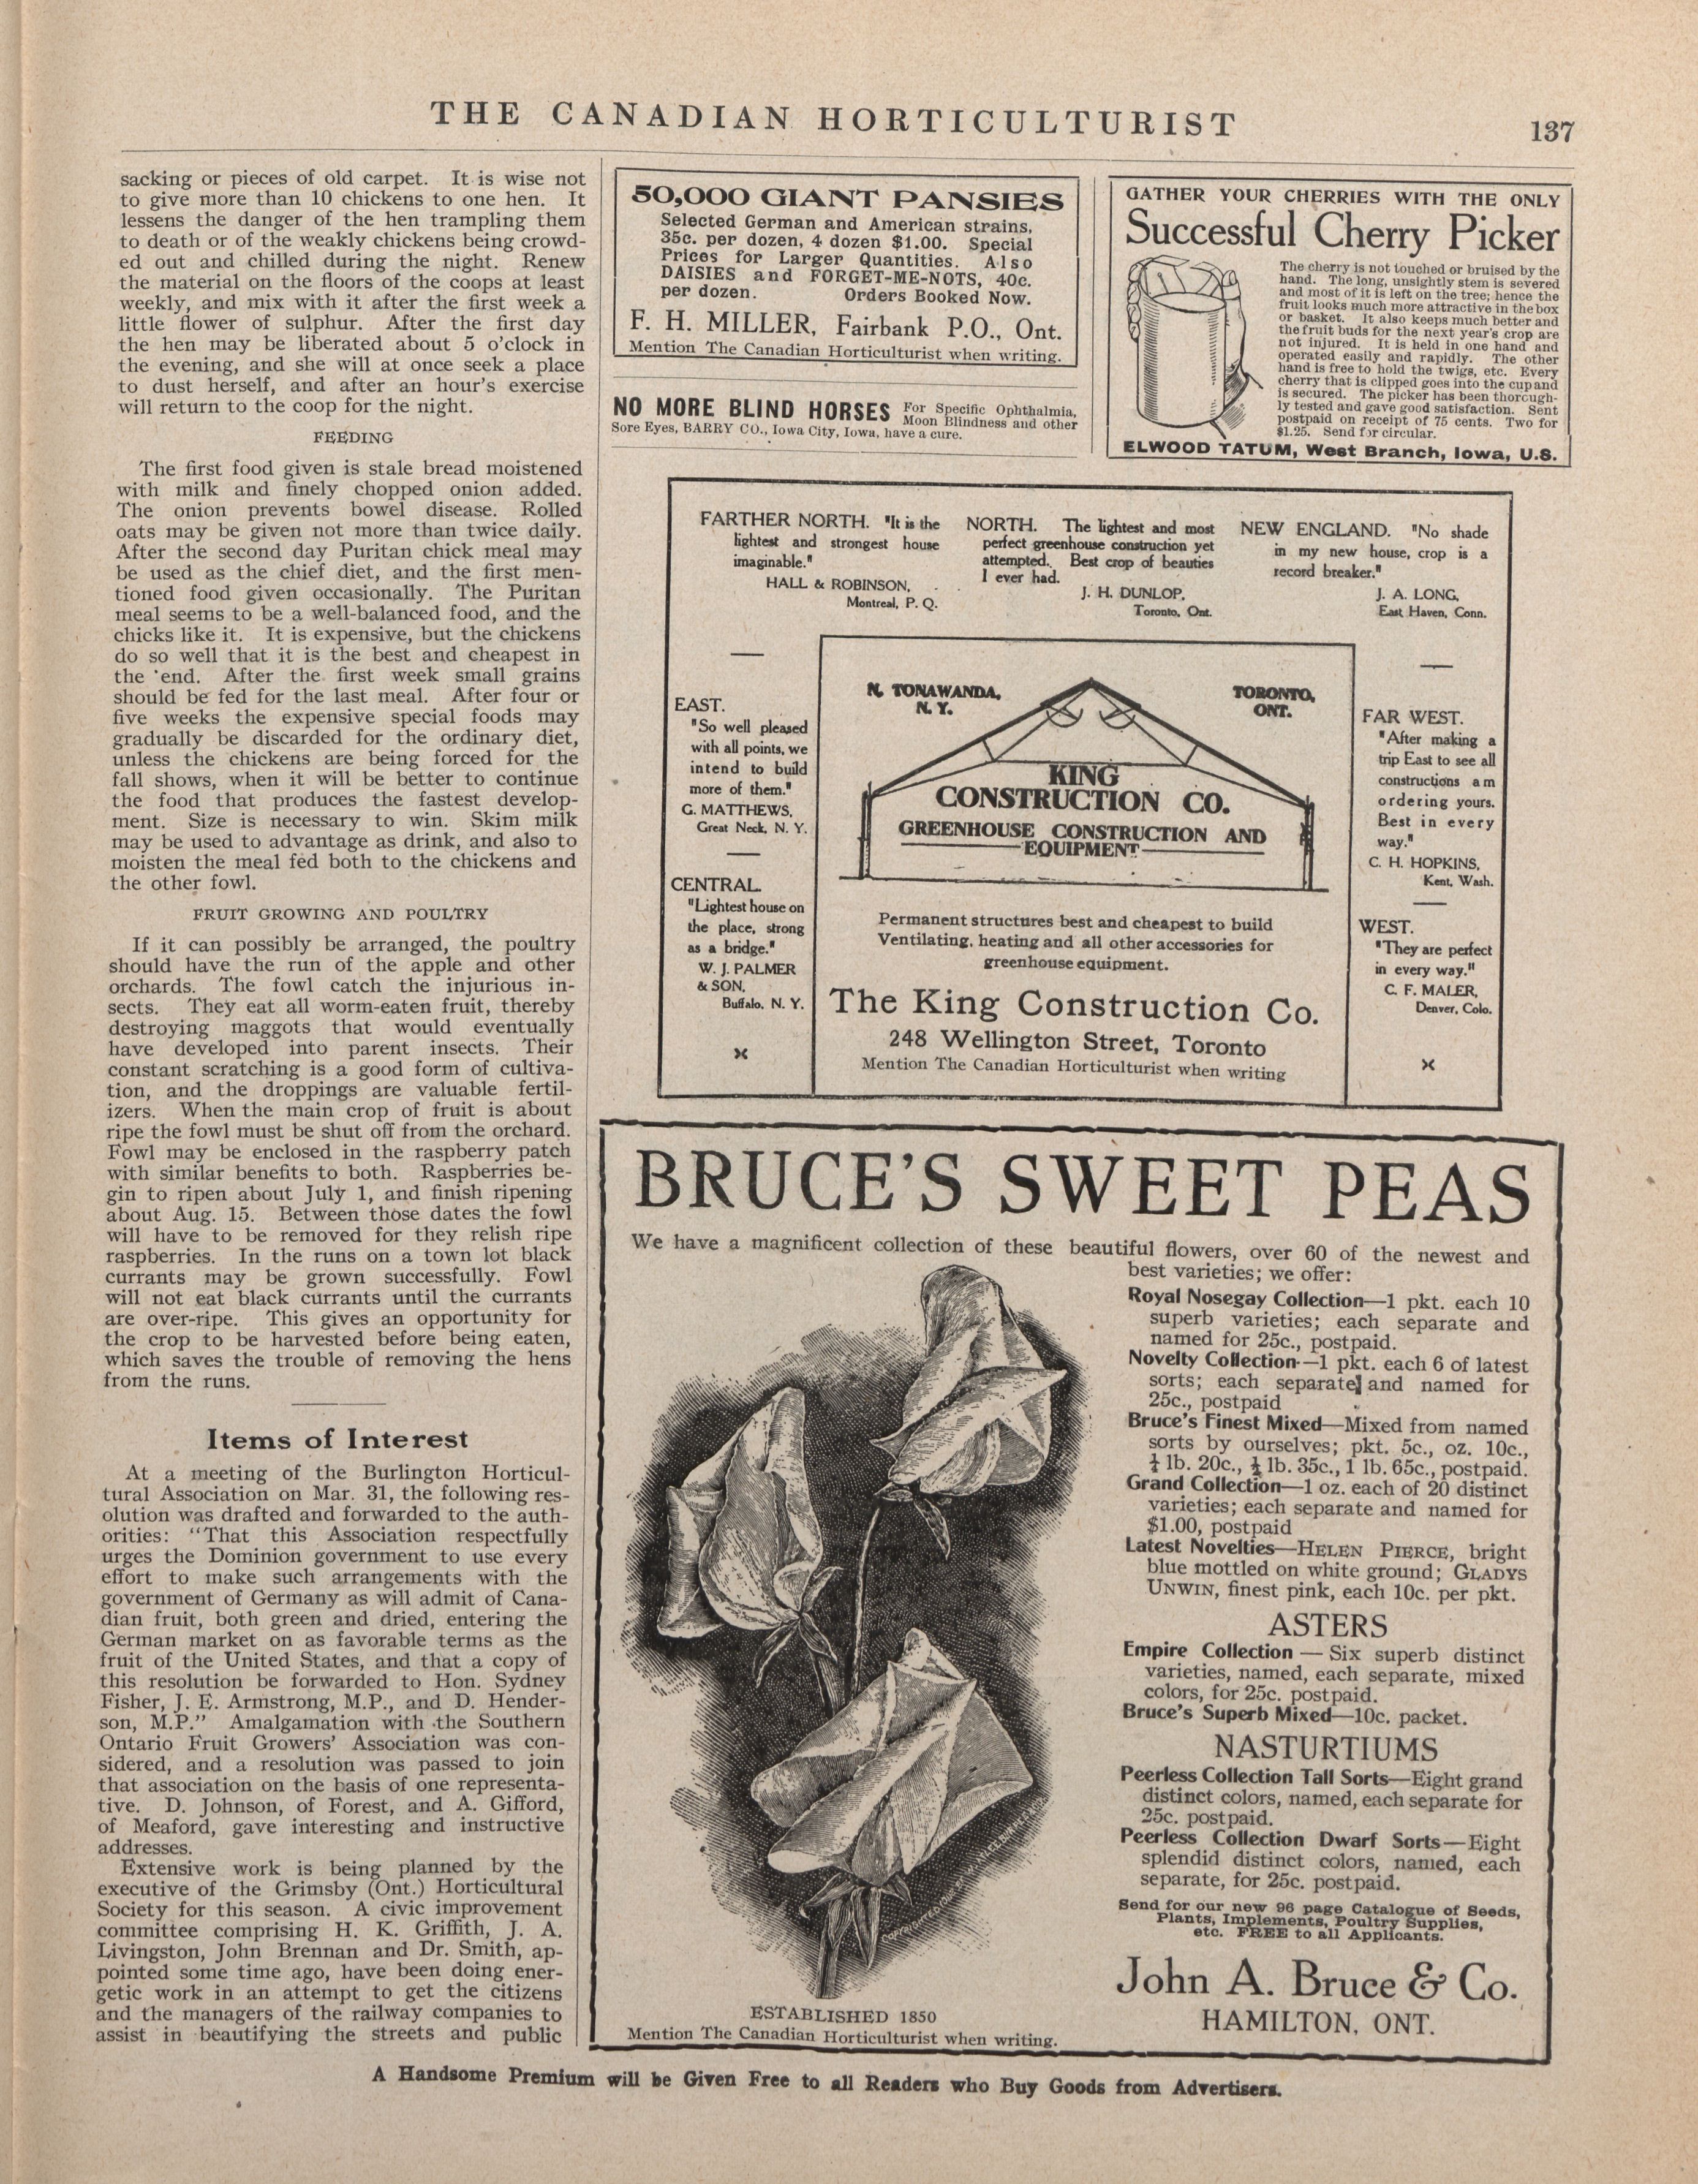 THE CANADIAN HORTICULTURIST
137
sacking or pieces of old carpet. It is wise not
to give more than 10 chickens to one hen. It
lessens the danger of the hen trampling them
to death or of the weakly chickens being crowd-
ed out and chilled during the night. Renew
the material on the floors of the coops at least
weekly, and mix with it after the first week a
little flower of sulphur. After the first day
the hen may be liberated about 5 o'clock in
the evening, and she will at once seek a place
to dust herself, and after an hour's exercise
will return to the coop for the night.
FEEDING
The first food given is stale bread moistened
with milk and finely chopped onion added.
The onion prevents bowel disease. Rolled
oats may be given not more than twice daily.
After the second day Puritan chick meal may
be used as the chief diet, and the first men-
tioned food given occasionally. The Puritan
meal seems to be a well-balanced food, and the
chicks like it. It is expensive, but the chickens
do so well that it is the best and cheapest in
the end. After the first week small grains
should be fed for the last meal. After four or
five weeks the expensive special foods may
gradually be discarded for the ordinary diet,
unless the chickens are being forced for the
fall shows, when it will be better to continue
the food that produces the fastest develop-
ment. Size is necessary to win. Skim milk
may be used to advantage as drink, and also to
moisten the meal fed both to the chickens and
the other fowl.
FRUIT GROWING AND POULTRY
If it can possibly be arranged, the poultry
should have the run of the apple and other
orchards. The fowl catch the injurious in-
sects. They eat all worm-eaten fruit, thereby
destroying maggots that would eventually
have developed into parent insects. Their
constant scratching is a good form of cultiva-
tion, and the droppings are valuable fertil-
izers. When the main crop of fruit is about
ripe the fowl must be shut off from the orchard.
Fowl may be enclosed in the raspberry patch
with similar benefits to both. Raspberries be-
gin to ripen about July 1, and finish ripening
about Aug. 15. Between those dates the fowl
will have to be removed for they relish ripe
raspberries. In the runs on a town lot black
currants may be grown successfully. Fowl
will not eat black currants until the currants
are over-ripe. This gives an opportunity for
the crop to be harvested before being eaten,
which saves the trouble of removing the hens
from the runs.
Items of Interest
At a meeting of the Burlington Horticul-
tural Association on Mar. 31, the following res-
olution was drafted and forwarded to the auth-
orities: "That this Association respectfully
urges the Dominion government to use every
effort to make such arrangements with the
government of Germany as will admit of Cana-
dian fruit, both green and dried, entering the
German market on as favorable terms as the
fruit of the United States, and that a copy of
this resolution be forwarded to Hon. Sydney
Fisher, J. E. Armstrong, M.P., and D. Hender-
son, M.P." Amalgamation with the Southern
Ontario Fruit Growers' Association was con-
sidered, and a resolution was passed to join
that association on the basis of one representa-
tive. D. Johnson, of Forest, and A. Gifford,
of Meaford, gave interesting and instructive
addresses.
Extensive work is being planned by the
executive of the Grimsby (Ont.) Horticultural
Society for this season. A civic improvement
committee comprising H. K. Griffith, J. A.
Livingston, John Brennan and Dr. Smith, ap-
pointed some time ago, have been doing ener-
getic work in an attempt to get the citizens
and the managers of the railway companies to
assist in beautifying the streets and public
50,000 GIANT PANSIES
Selected German and American strains,
35c. per dozen, 4 dozen $1.00. Special
Prices for Larger Quantities. Also
DAISIES and FORGET-ME-NOTS, 40c.
per dozen. Orders Booked Now.
F. H. MILLER, Fairbank P.O., Ont.
Mention The Canadian Horticulturist when writing.
NO MORE BLIND HORSES For Specific Ophthalmia,
Moon Blindness and other
Sore Eyes, BARRY CO., Iowa City, Iowa, have a cure.
GATHER YOUR CHERRIES WITH THE ONLY
Successful Cherry Picker
The cherry is not touched or bruised by the
hand. The long, unsightly stem is severed
and most of it is left on the tree; hence the
fruit looks much more attractive in the box
or basket. It also keeps much better and
the fruit buds for the next year's crop are
not injured. It is held in one hand and
operated easily and rapidly. The other
hand is free to hold the twigs, etc. Every
cherry that is clipped goes into the cup and
is secured. The picker has been thorough-
ly tested and gave good satisfaction. Sent
postpaid on receipt of 75 cents. Two for
$1.25. Send for circular.
ELWOOD TATUM, West Branch, Iowa, U.S.
FARTHER NORTH. "It is the
lightest and strongest house
imaginable."
HALL & ROBINSON,
Montreal, P. Q.
NORTH. The lightest and most
perfect greenhouse construction yet
attempted. Best crop of beauties
I ever had.
J. H. DUNLOP,
Toronto, Ont.
NEW ENGLAND. "No shade
in my new house, crop is a
record breaker."
J. A. LONG,
East Haven, Conn.
EAST.
"So well pleased
with all points, we
intend to build
more of them."
G. MATTHEWS,
Great Neck, N. Y.
CENTRAL.
"Lightest house on
the place, strong
as a bridge."
W. J. PALMER
& SON,
Buffalo, N. Y.
N. TONAWANDA,
N. Y.
TORONTO,
ONT.
KING
CONSTRUCTION CO.
GREENHOUSE CONSTRUCTION AND
EQUIPMENT
Permanent structures best and cheapest to build
Ventilating, heating and all other accessories for
greenhouse equipment.
The King Construction Co.
248 Wellington Street, Toronto
Mention The Canadian Horticulturist when writing
FAR WEST.
"After making a
trip East to see all
constructions am
ordering yours.
Best in every
way."
C. H. HOPKINS,
Kent, Wash.
WEST.
"They are perfect
in every way."
C. F. MALER,
Denver, Colo.
BRUCE'S SWEET PEAS
We have a magnificent collection of these beautiful flowers, over 60 of the newest and
best varieties; we offer:
Royal Nosegay Collection—1 pkt. each 10
superb varieties; each separate and
named for 25c., postpaid.
Novelty Collection—1 pkt. each 6 of latest
sorts; each separate and named for
25c., postpaid
Bruce's Finest Mixed—Mixed from named
sorts by ourselves; pkt. 5c., oz. 10c.,
¼ lb. 20c., ½ lb. 35c., 1 lb. 65c., postpaid.
Grand Collection—1 oz. each of 20 distinct
varieties; each separate and named for
$1.00, postpaid
Latest Novelties—HELEN PIERCE, bright
blue mottled on white ground; GLADYS
UNWIN, finest pink, each 10c. per pkt.
ASTERS
Empire Collection — Six superb distinct
varieties, named, each separate, mixed
colors, for 25c. postpaid.
Bruce's Superb Mixed—10c. packet.
NASTURTIUMS
Peerless Collection Tall Sorts—Eight grand
distinct colors, named, each separate for
25c. postpaid.
Peerless Collection Dwarf Sorts—Eight
splendid distinct colors, named, each
separate, for 25c. postpaid.
Send for our new 96 page Catalogue of Seeds,
Plants, Implements, Poultry Supplies,
etc. FREE to all Applicants.
John A. Bruce & Co.
HAMILTON, ONT.
ESTABLISHED 1850
Mention The Canadian Horticulturist when writing.
A Handsome Premium will be Given Free to all Readers who Buy Goods from Advertisers.